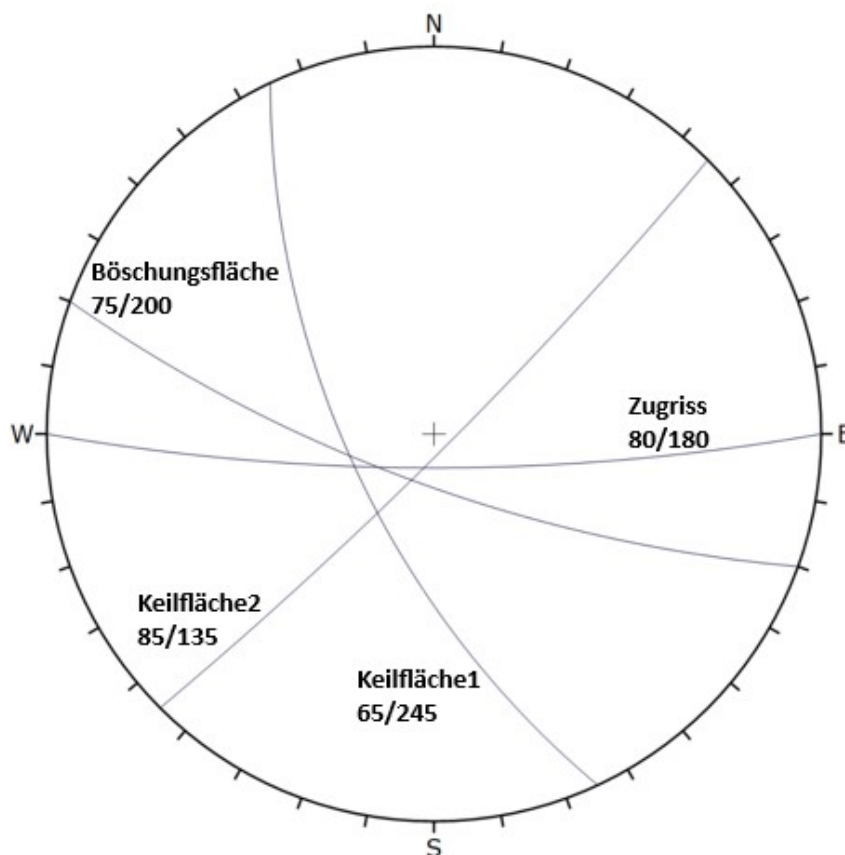 N
Böschungsfläche
75/200
W
Zugriss
80/180
E
Keilfläche2
85/135
Keilfläche1
65/245
S